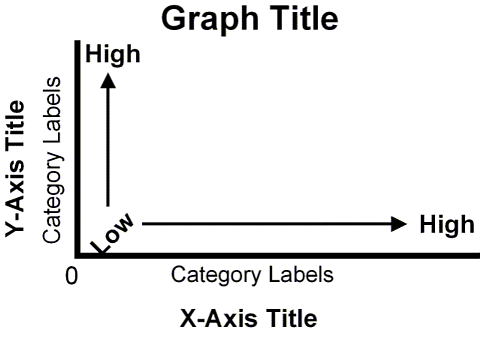 Graph Title
High
Y-Axis Title
Category Labels
Low
High
0
Category Labels
X-Axis Title